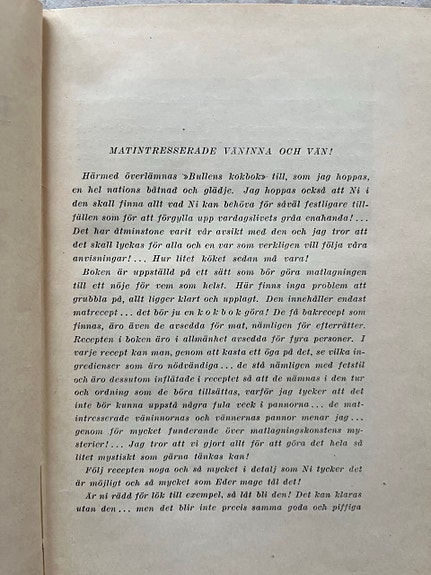 MATINTRESSERADE VÄNINNA OCH VÄN!
Härmed överlämnas »Bullens kokbok» till, som jag hoppas,
en hel nations båtnad och glädje. Jag hoppas också att Ni i
den skall finna allt vad Ni kan behöva för såväl festligare till-
fällen som för att förgylla upp vardagslivets gråa enahanda!...
Det har åtminstone varit vår avsikt med den och jag tror att
det skall lyckas för alla och en var som verkligen vill följa våra
anvisningar!... Hur litet köket sedan må vara!
Boken är uppställd på ett sätt som bör göra matlagningen
till ett nöje för vem som helst. Här finns inga problem att
grubbla på, allt ligger klart och upplagt. Den innehåller endast
matrecept... det bör ju en kokbok göra! De få bakrecept som
finnas, äro även de avsedda för mat, nämligen för efterrätter.
Recepten i boken äro i allmänhet avsedda för fyra personer. I
varje recept kan man, genom att kasta ett öga på det, se vilka in-
gredienser som äro nödvändiga... de stå nämligen med fetstil
och äro dessutom inflätade i receptet så att de nämnas i den tur
och ordning som de böra tillsättas, varför jag tycker att det
inte bör kunna uppstå några fula veck i pannorna... de mat-
intresserade väninnornas och vännernas pannor menar jag...
genom för mycket funderande över matlagningskonstens my-
sterier!... Jag tror att vi gjort allt för att göra det hela så
litet mystiskt som gärna tänkas kan!
Följ recepten noga och så mycket i detalj som Ni tycker det
är möjligt och så mycket som Eder mage tål det!
Är ni rädd för lök till exempel, så låt bli den! Det kan klaras
utan den... men det blir inte precis samma goda och piffiga